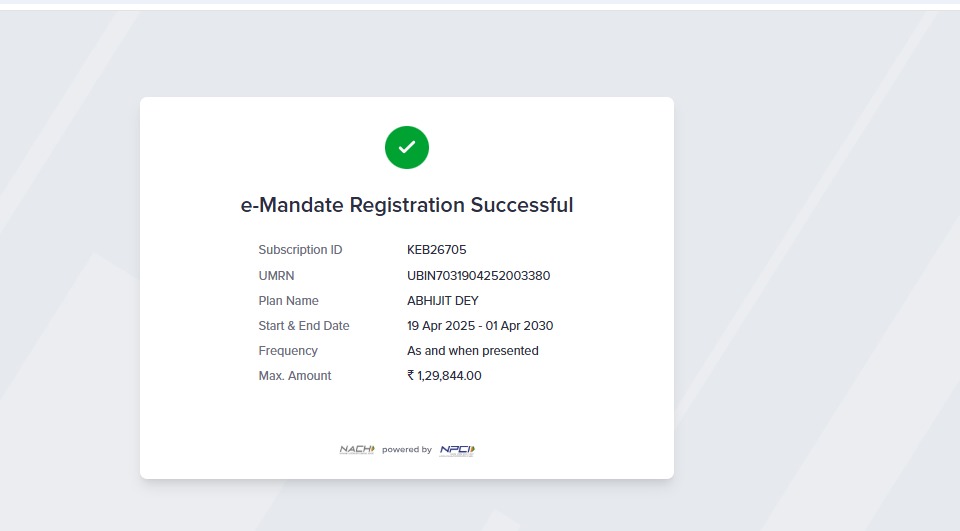 e-Mandate Registration Successful
Subscription ID KEB26705
UMRN UBIN7031904252003380
Plan Name ABHIJIT DEY
Start & End Date 19 Apr 2025 - 01 Apr 2030
Frequency As and when presented
Max. Amount ₹ 1,29,844.00
NACH powered by NPCI